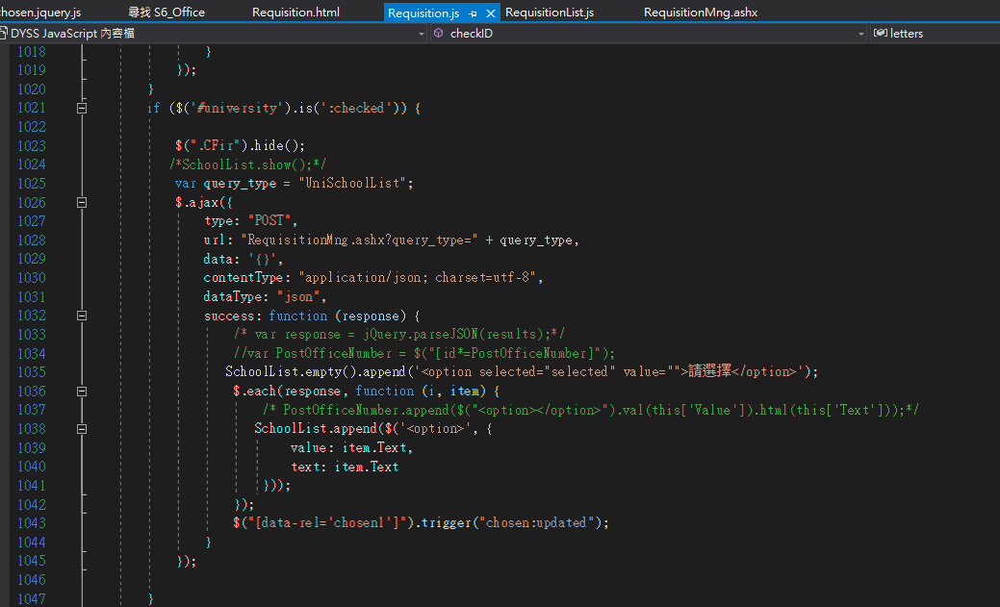 hosen.jquery.js 尋找 S6_Office Requisition.html Requisition.js RequisitionList.js RequisitionMng.ashx
DYSS JavaScript 內容檔 checkID letters
1018 }
1019 });
1020 }
1021 if ($('#university').is(':checked')) {
1022
1023 $(".CFir").hide();
1024 /*SchoolList.show();*/
1025 var query_type = "UniSchoolList";
1026 $.ajax({
1027 type: "POST",
1028 url: "RequisitionMng.ashx?query_type=" + query_type,
1029 data: '{}',
1030 contentType: "application/json; charset=utf-8",
1031 dataType: "json",
1032 success: function (response) {
1033 /* var response = jQuery.parseJSON(results);*/
1034 //var PostOfficeNumber = $("[id*=PostOfficeNumber]");
1035 SchoolList.empty().append('<option selected="selected" value="">請選擇</option>');
1036 $.each(response, function (i, item) {
1037 /* PostOfficeNumber.append($("<option></option>").val(this['Value']).html(this['Text']));*/
1038 SchoolList.append($('<option>', {
1039 value: item.Text,
1040 text: item.Text
1041 }));
1042 });
1043 $("[data-rel='chosen1']").trigger("chosen:updated");
1044 }
1045 });
1046
1047 }